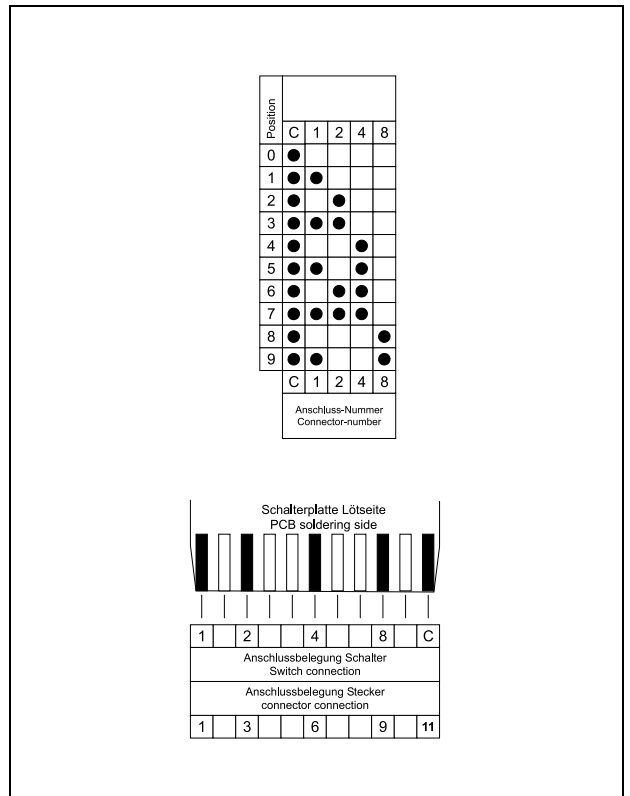 Position
C 1 2 4 8
0
1
2
3
4
5
6
7
8
9
C 1 2 4 8
Anschluss-Nummer
Connector-number
Schalterplatte Lötseite
PCB soldering side
1 2 4 8 C
Anschlussbelegung Schalter
Switch connection
Anschlussbelegung Stecker
connector connection
1 3 6 9 11